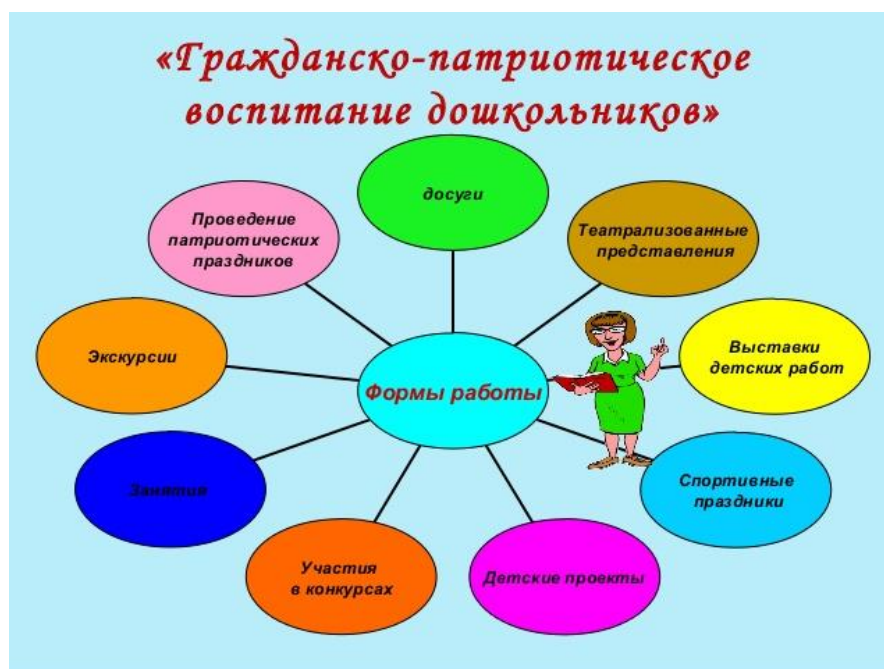 «Гражданско-патриотическое
воспитание дошкольников»
досуги
Проведение
патриотических
праздников
Театрализованные
представления
Экскурсии
Выставки
детских работ
Формы работы
Занятия
Спортивные
праздники
Участия
в конкурсах
Детские проекты